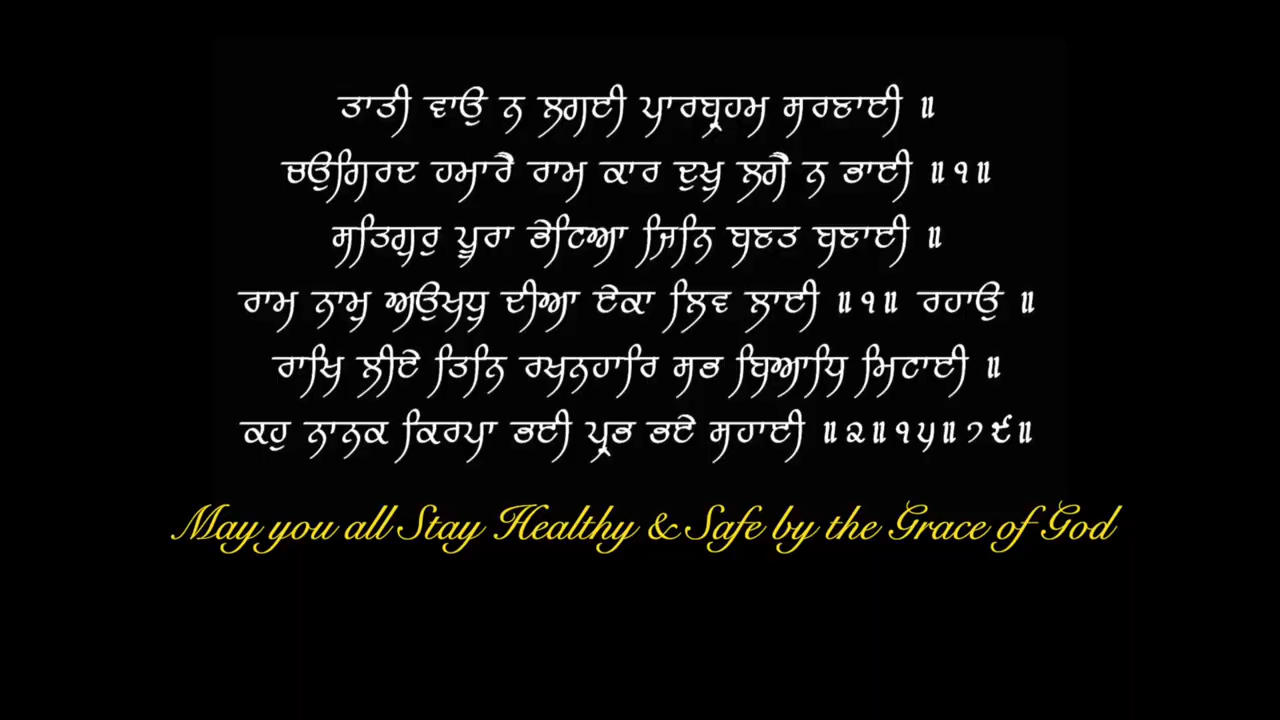 ਤਾਤੀ ਵਾਉ ਨ ਲਗਈ ਪਾਰਬ੍ਰਹਮ ਸਰਣਾਈ ॥
ਚਉਗਿਰਦ ਹਮਾਰੈ ਰਾਮ ਕਾਰ ਦੁਖੁ ਲਗੈ ਨ ਭਾਈ ॥੧॥
ਸਤਿਗੁਰੁ ਪੂਰਾ ਭੇਟਿਆ ਜਿਨਿ ਬਣਤ ਬਣਾਈ ॥
ਰਾਮ ਨਾਮੁ ਅਉਖਧੁ ਦੀਆ ਏਕਾ ਲਿਵ ਲਾਈ ॥੧॥ ਰਹਾਉ ॥
ਰਾਖਿ ਲੀਏ ਤਿਨਿ ਰਖਨਹਾਰਿ ਸਭ ਬਿਆਧਿ ਮਿਟਾਈ ॥
ਕਹੁ ਨਾਨਕ ਕਿਰਪਾ ਭਈ ਪ੍ਰਭ ਭਏ ਸਹਾਈ ॥੨॥੧੫॥੭੯॥
May you all Stay Healthy & Safe by the Grace of God